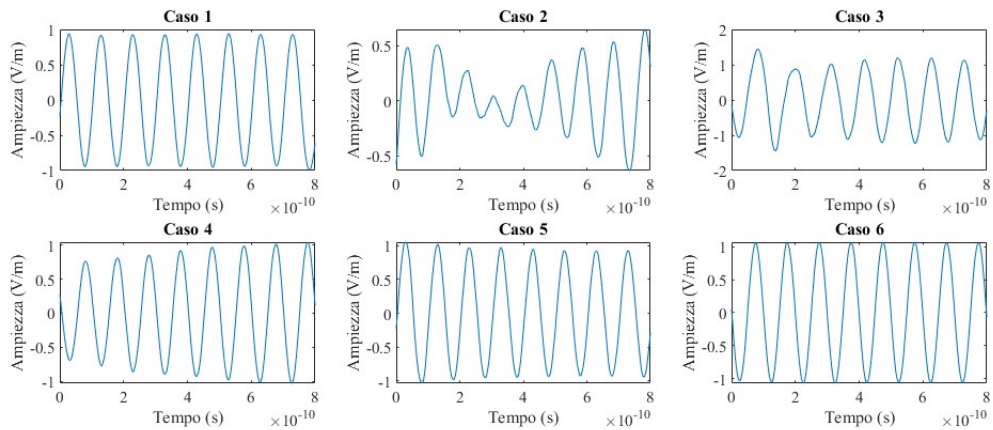 Caso 1
Ampiezza (V/m)
1
0.5
0
-0.5
-1
0 2 4 6 8
Tempo (s)
×10⁻¹⁰
Caso 2
Ampiezza (V/m)
0.5
0
-0.5
0 2 4 6 8
Tempo (s)
×10⁻¹⁰
Caso 3
Ampiezza (V/m)
2
1
0
-1
-2
0 2 4 6 8
Tempo (s)
×10⁻¹⁰
Caso 4
Ampiezza (V/m)
1
0.5
0
-0.5
-1
0 2 4 6 8
Tempo (s)
×10⁻¹⁰
Caso 5
Ampiezza (V/m)
1
0.5
0
-0.5
-1
0 2 4 6 8
Tempo (s)
×10⁻¹⁰
Caso 6
Ampiezza (V/m)
1
0.5
0
-0.5
-1
0 2 4 6 8
Tempo (s)
×10⁻¹⁰